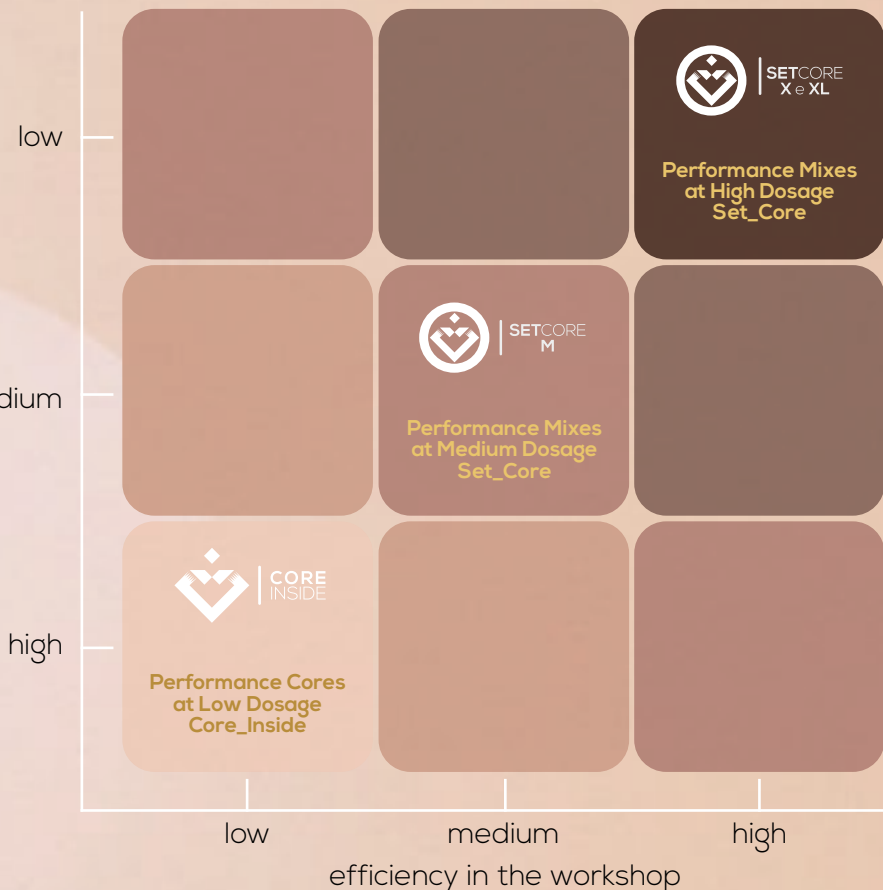 low
SETCORE
X e XL
Performance Mixes
at High Dosage
Set_Core
SETCORE
M
Performance Mixes
at Medium Dosage
Set_Core
dium
high
CORE
INSIDE
Performance Cores
at Low Dosage
Core_Inside
low
medium
high
efficiency in the workshop